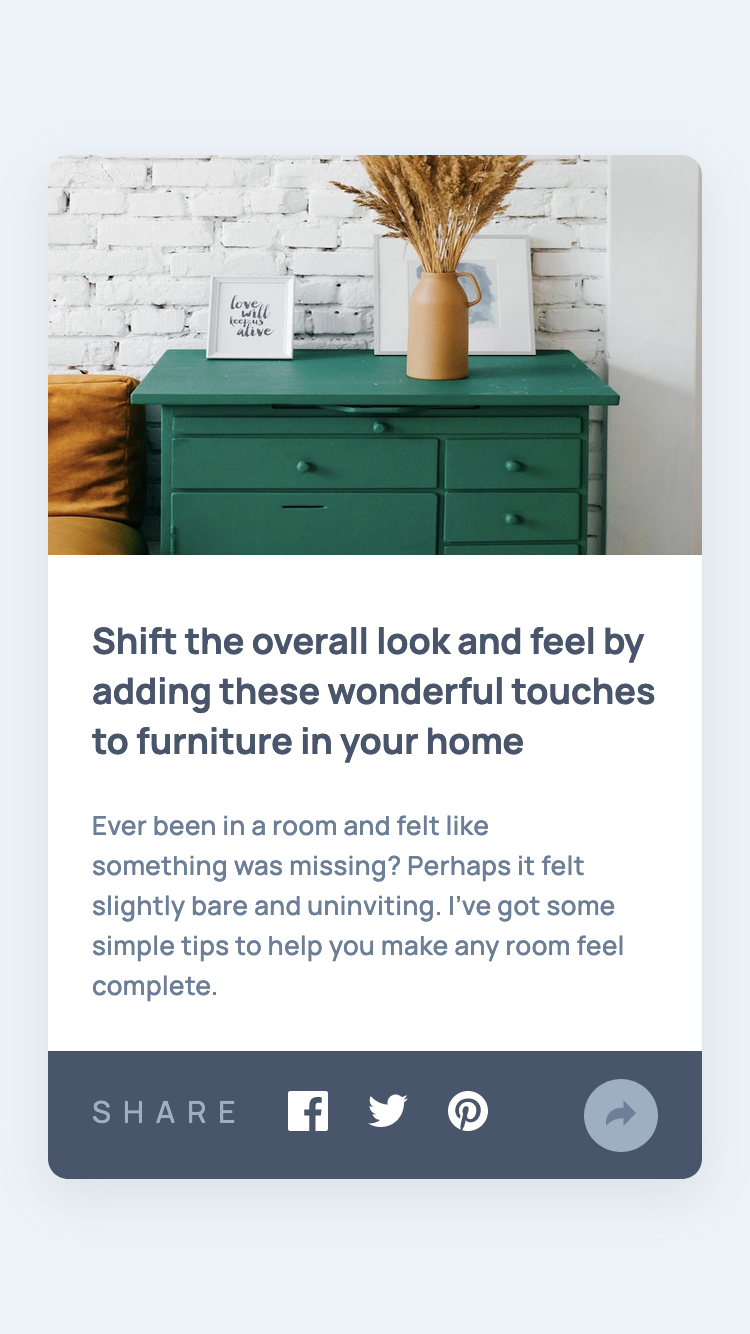 love
will
keep us
alive
Shift the overall look and feel by
adding these wonderful touches
to furniture in your home
Ever been in a room and felt like
something was missing? Perhaps it felt
slightly bare and uninviting. I’ve got some
simple tips to help you make any room feel
complete.
SHARE